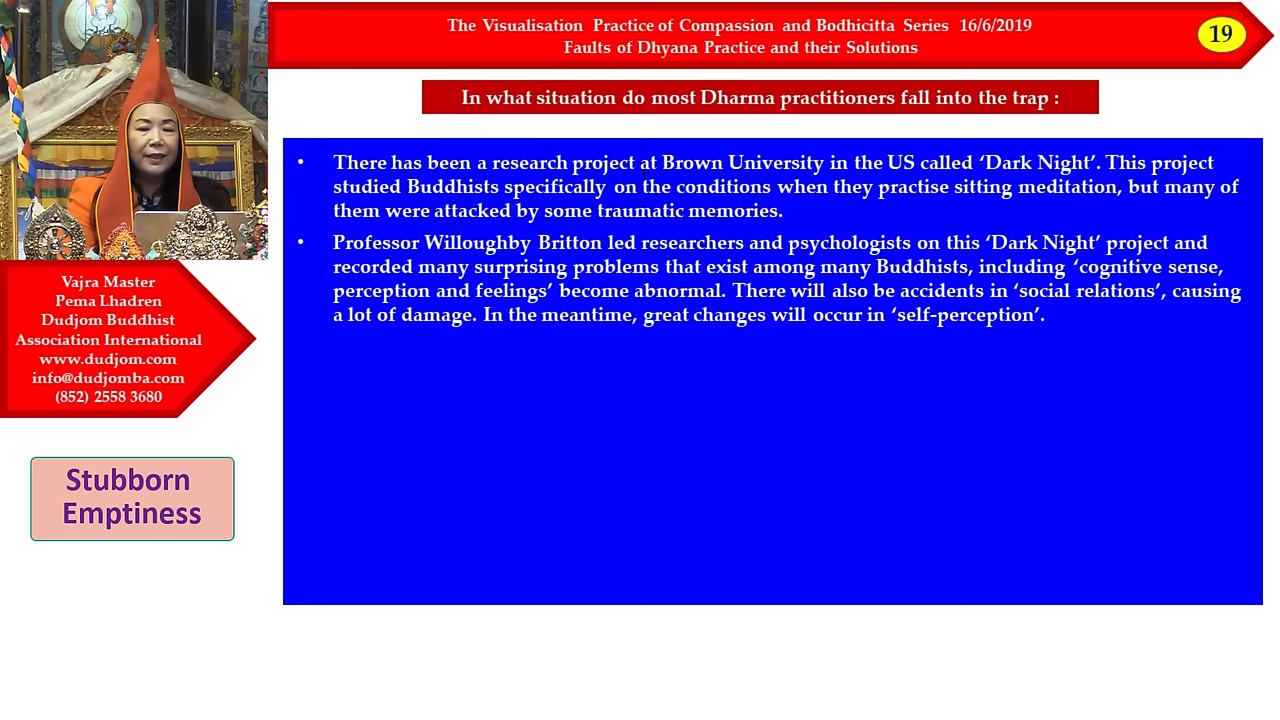 The Visualisation Practice of Compassion and Bodhicitta Series 16/6/2019
Faults of Dhyana Practice and their Solutions
19
In what situation do most Dharma practitioners fall into the trap :
• There has been a research project at Brown University in the US called ‘Dark Night’. This project
studied Buddhists specifically on the conditions when they practise sitting meditation, but many of
them were attacked by some traumatic memories.
• Professor Willoughby Britton led researchers and psychologists on this ‘Dark Night’ project and
recorded many surprising problems that exist among many Buddhists, including ‘cognitive sense,
perception and feelings’ become abnormal. There will also be accidents in ‘social relations’, causing
a lot of damage. In the meantime, great changes will occur in ‘self-perception’.
Vajra Master
Pema Lhadren
Dudjom Buddhist
Association International
www.dudjom.com
info@dudjomba.com
(852) 2558 3680
Stubborn
Emptiness